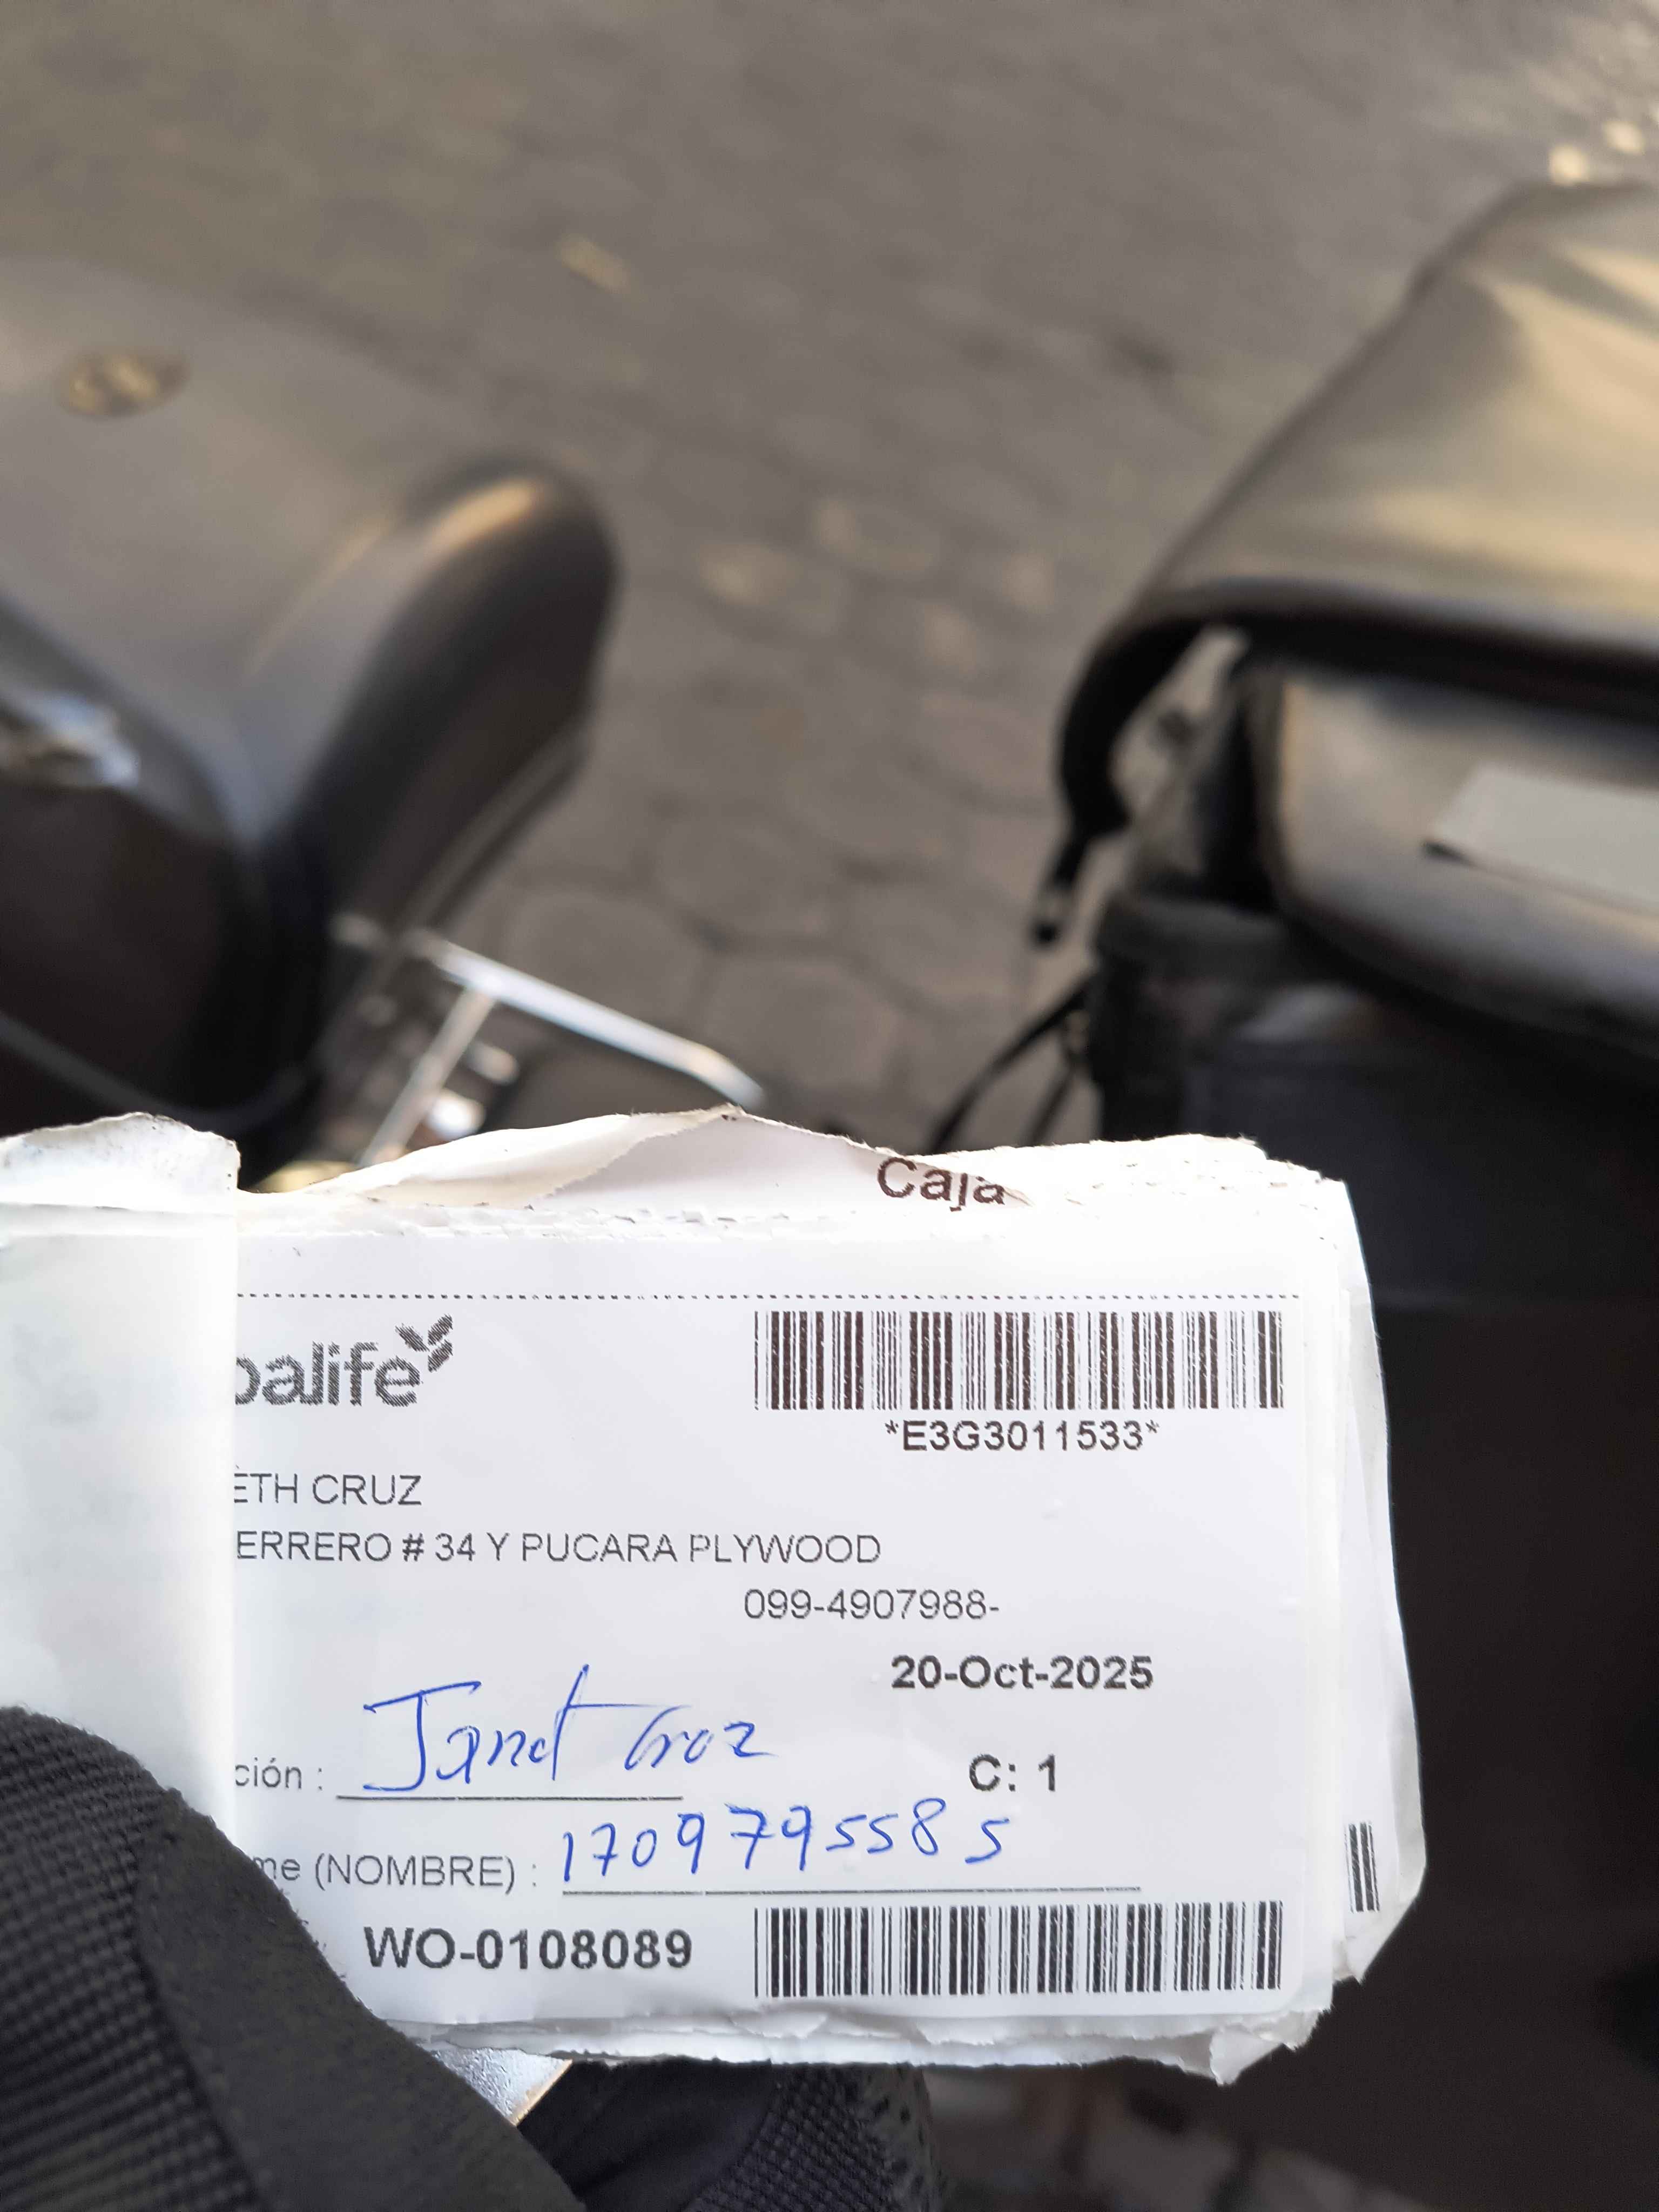 Caja
balife
*E3G3011533*
ETH CRUZ
ERRERO # 34 Y PUCARA PLYWOOD
099-4907988-
20-Oct-2025
ción : Janet Cruz
C: 1
me (NOMBRE) : 1709795585
WO-0108089